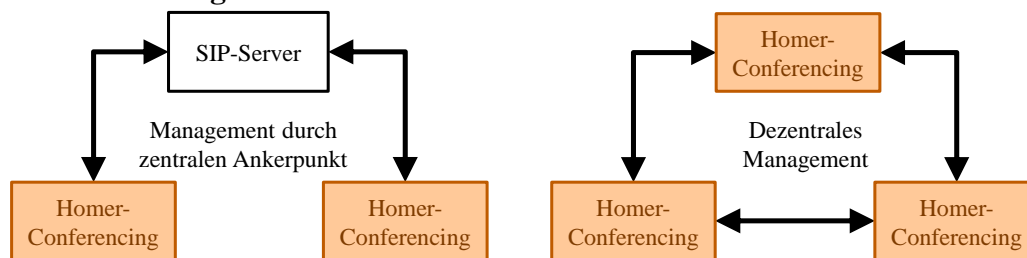 SIP-Server
Management durch
zentralen Ankerpunkt
Homer-
Conferencing
Homer-
Conferencing
Homer-
Conferencing
Dezentrales
Management
Homer-
Conferencing
Homer-
Conferencing